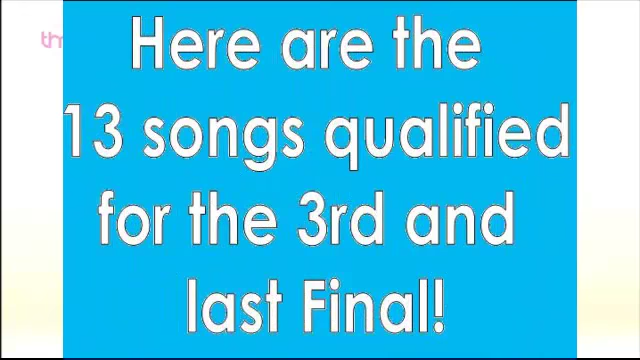 Here are the
13 songs qualified
for the 3rd and
last Final!